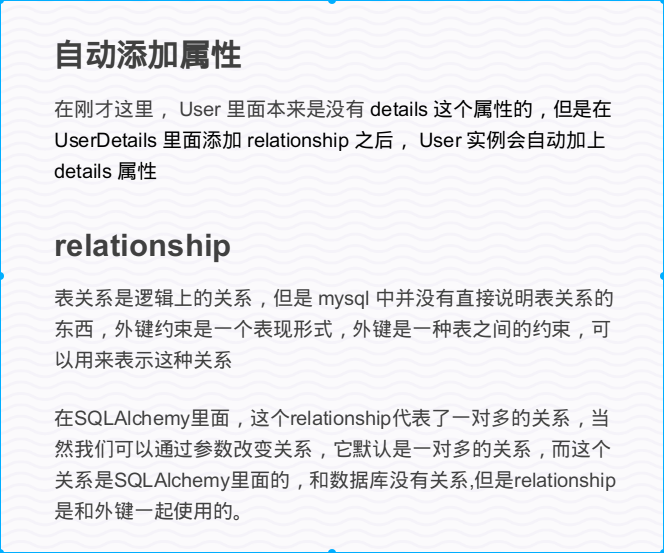 自动添加属性
在刚才这里， User 里面本来是没有 details 这个属性的，但是在
UserDetails 里面添加 relationship 之后， User 实例会自动加上
details 属性
relationship
表关系是逻辑上的关系，但是 mysql 中并没有直接说明表关系的
东西，外键约束是一个表现形式，外键是一种表之间的约束，可
以用来表示这种关系
在SQLAlchemy里面，这个relationship代表了一对多的关系，当
然我们可以通过参数改变关系，它默认是一对多的关系，而这个
关系是SQLAlchemy里面的，和数据库没有关系,但是relationship
是和外键一起使用的。